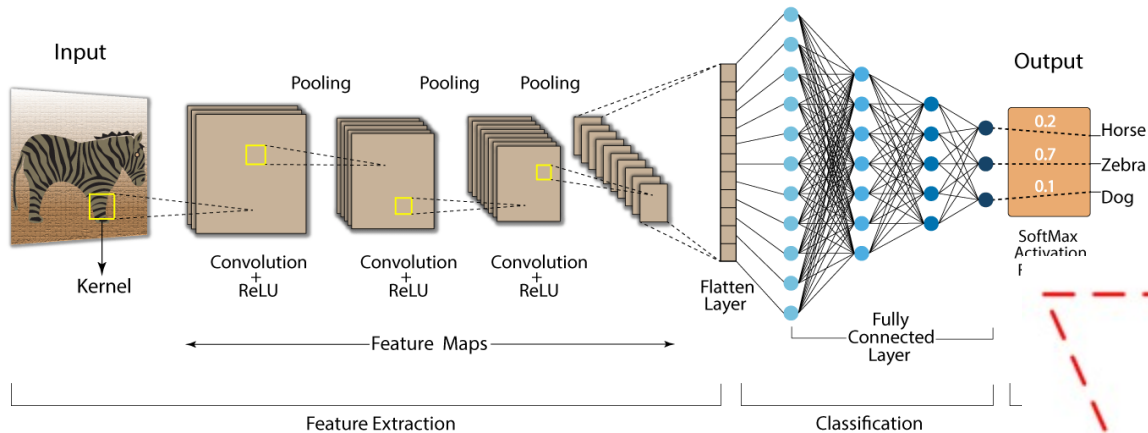 Input
Output
Pooling
Pooling
Pooling
0.2
Horse
0.7
Zebra
0.1
Dog
Kernel
Convolution
+
ReLU
Convolution
+
ReLU
Convolution
+
ReLU
Flatten
Layer
SoftMax
Activation
Fully
Connected
Layer
Feature Maps
Feature Extraction
Classification